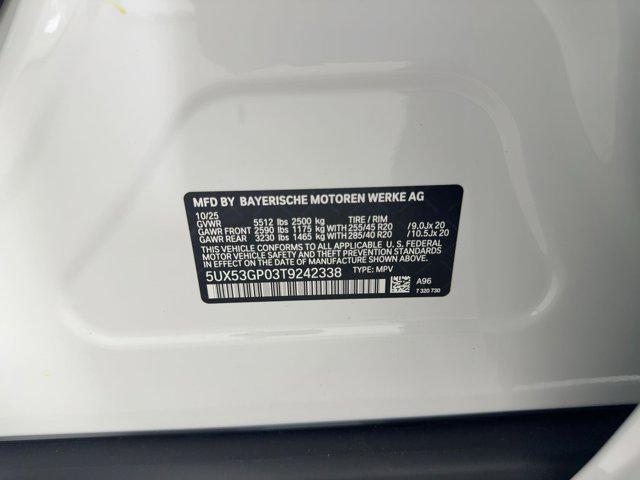 MFD BY BAYERISCHE MOTOREN WERKE AG
10/25
GVWR 5512 lbs 2500 kg TIRE / RIM
GAWR FRONT 2590 lbs 1175 kg WITH 255/45 R20 /9.0Jx 20
GAWR REAR 3230 lbs 1465 kg WITH 285/40 R20 /10.5Jx 20
THIS VEHICLE CONFORMS TO ALL APPLICABLE U. S. FEDERAL
MOTOR VEHICLE SAFETY AND THEFT PREVENTION STANDARDS
IN EFFECT ON THE DATE OF MANUFACTURE SHOWN ABOVE.
5UX53GP03T9242338 TYPE: MPV
A96
7 320 730